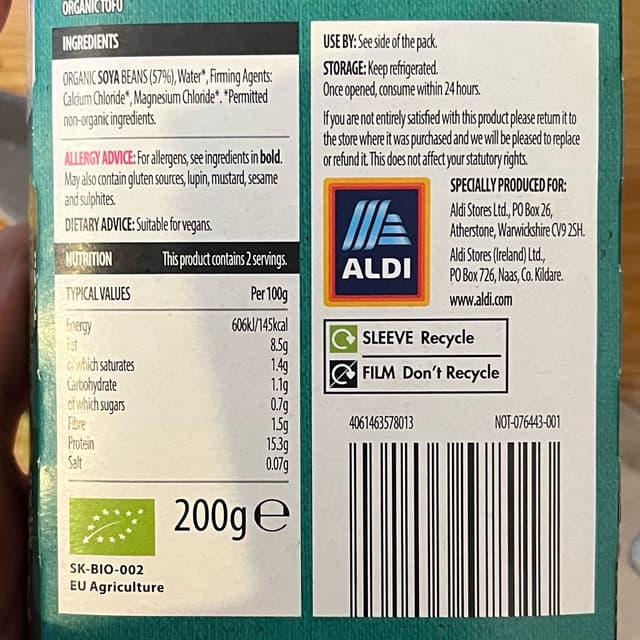 ORGANIC TOFU
INGREDIENTS
ORGANIC SOYA BEANS (57%), Water*, Firming Agents:
Calcium Chloride*, Magnesium Chloride*. *Permitted
non-organic ingredients.
ALLERGY ADVICE: For allergens, see ingredients in bold.
May also contain gluten sources, lupin, mustard, sesame
and sulphites.
DIETARY ADVICE: Suitable for vegans.
NUTRITION This product contains 2 servings.
TYPICAL VALUES Per 100g
Energy 606kJ/145kcal
Fat 8.5g
of which saturates 1.4g
Carbohydrate 1.1g
of which sugars 0.7g
Fibre 1.5g
Protein 15.3g
Salt 0.07g
200g e
SK-BIO-002
EU Agriculture
USE BY: See side of the pack.
STORAGE: Keep refrigerated.
Once opened, consume within 24 hours.
If you are not entirely satisfied with this product please return it to
the store where it was purchased and we will be pleased to replace
or refund it. This does not affect your statutory rights.
ALDI
SPECIALLY PRODUCED FOR:
Aldi Stores Ltd., PO Box 26,
Atherstone, Warwickshire CV9 2SH.
Aldi Stores (Ireland) Ltd.,
PO Box 726, Naas, Co. Kildare.
www.aldi.com
SLEEVE Recycle
FILM Don't Recycle
4061463578013 NOT-076443-001